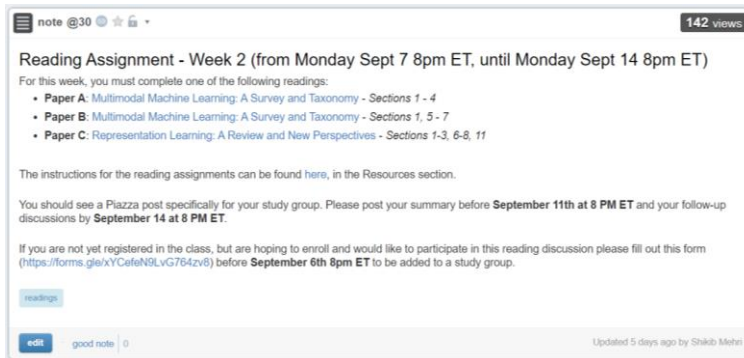 note @30
142 views
Reading Assignment - Week 2 (from Monday Sept 7 8pm ET, until Monday Sept 14 8pm ET)
For this week, you must complete one of the following readings:
• Paper A: Multimodal Machine Learning: A Survey and Taxonomy - Sections 1 - 4
• Paper B: Multimodal Machine Learning: A Survey and Taxonomy - Sections 1, 5 - 7
• Paper C: Representation Learning: A Review and New Perspectives - Sections 1-3, 6-8, 11
The instructions for the reading assignments can be found here, in the Resources section.
You should see a Piazza post specifically for your study group. Please post your summary before September 11th at 8 PM ET and your follow-up
discussions by September 14 at 8 PM ET.
If you are not yet registered in the class, but are hoping to enroll and would like to participate in this reading discussion please fill out this form
(https://forms.gle/xYCefeN9LvG764zv8) before September 6th 8pm ET to be added to a study group.
readings
edit
good note 0
Updated 5 days ago by Shikib Mehri